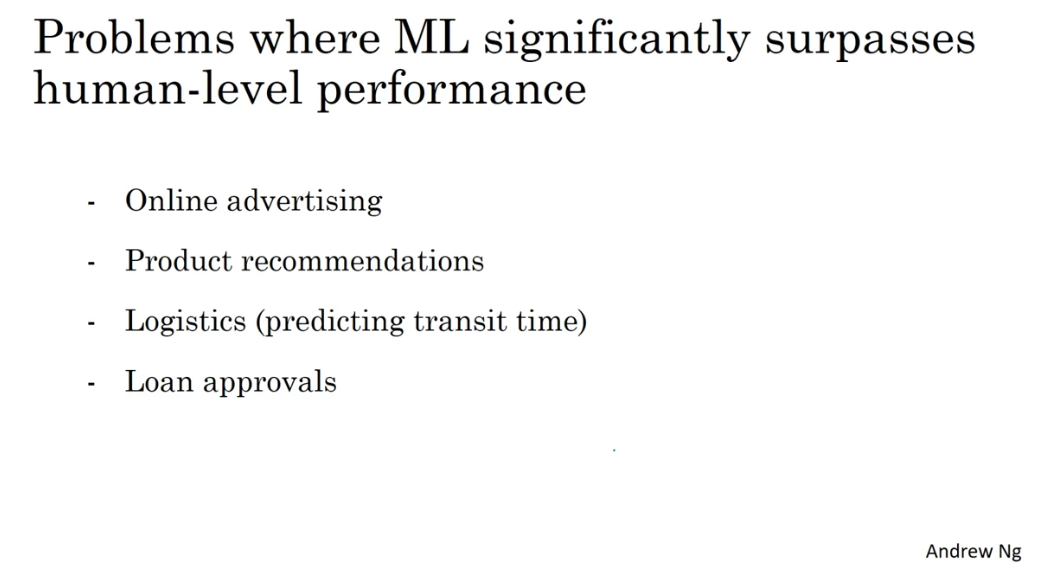 Problems where ML significantly surpasses
human-level performance
- Online advertising
- Product recommendations
- Logistics (predicting transit time)
- Loan approvals
Andrew Ng